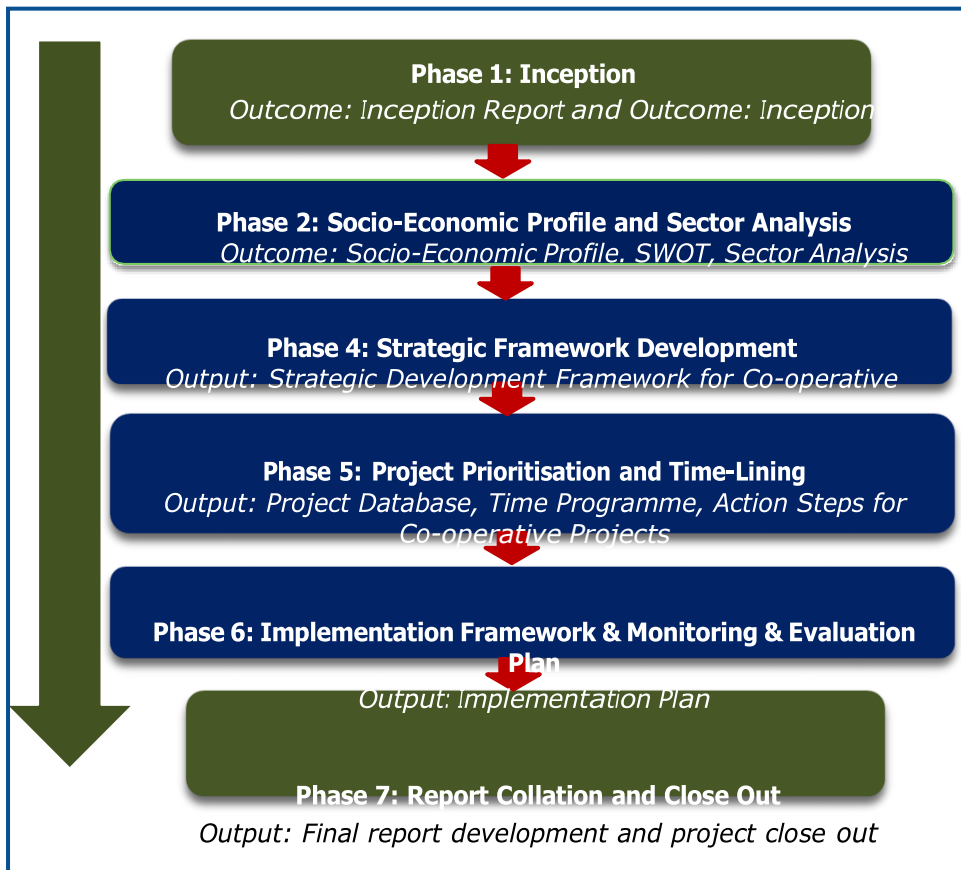 Phase 1: Inception
Outcome: Inception Report and Outcome: Inception
Phase 2: Socio-Economic Profile and Sector Analysis
Outcome: Socio-Economic Profile. SWOT, Sector Analysis
Phase 4: Strategic Framework Development
Output: Strategic Development Framework for Co-operative
Phase 5: Project Prioritisation and Time-Lining
Output: Project Database, Time Programme, Action Steps for
Co-operative Projects
Phase 6: Implementation Framework & Monitoring & Evaluation
Plan
Output: Implementation Plan
Phase 7: Report Collation and Close Out
Output: Final report development and project close out